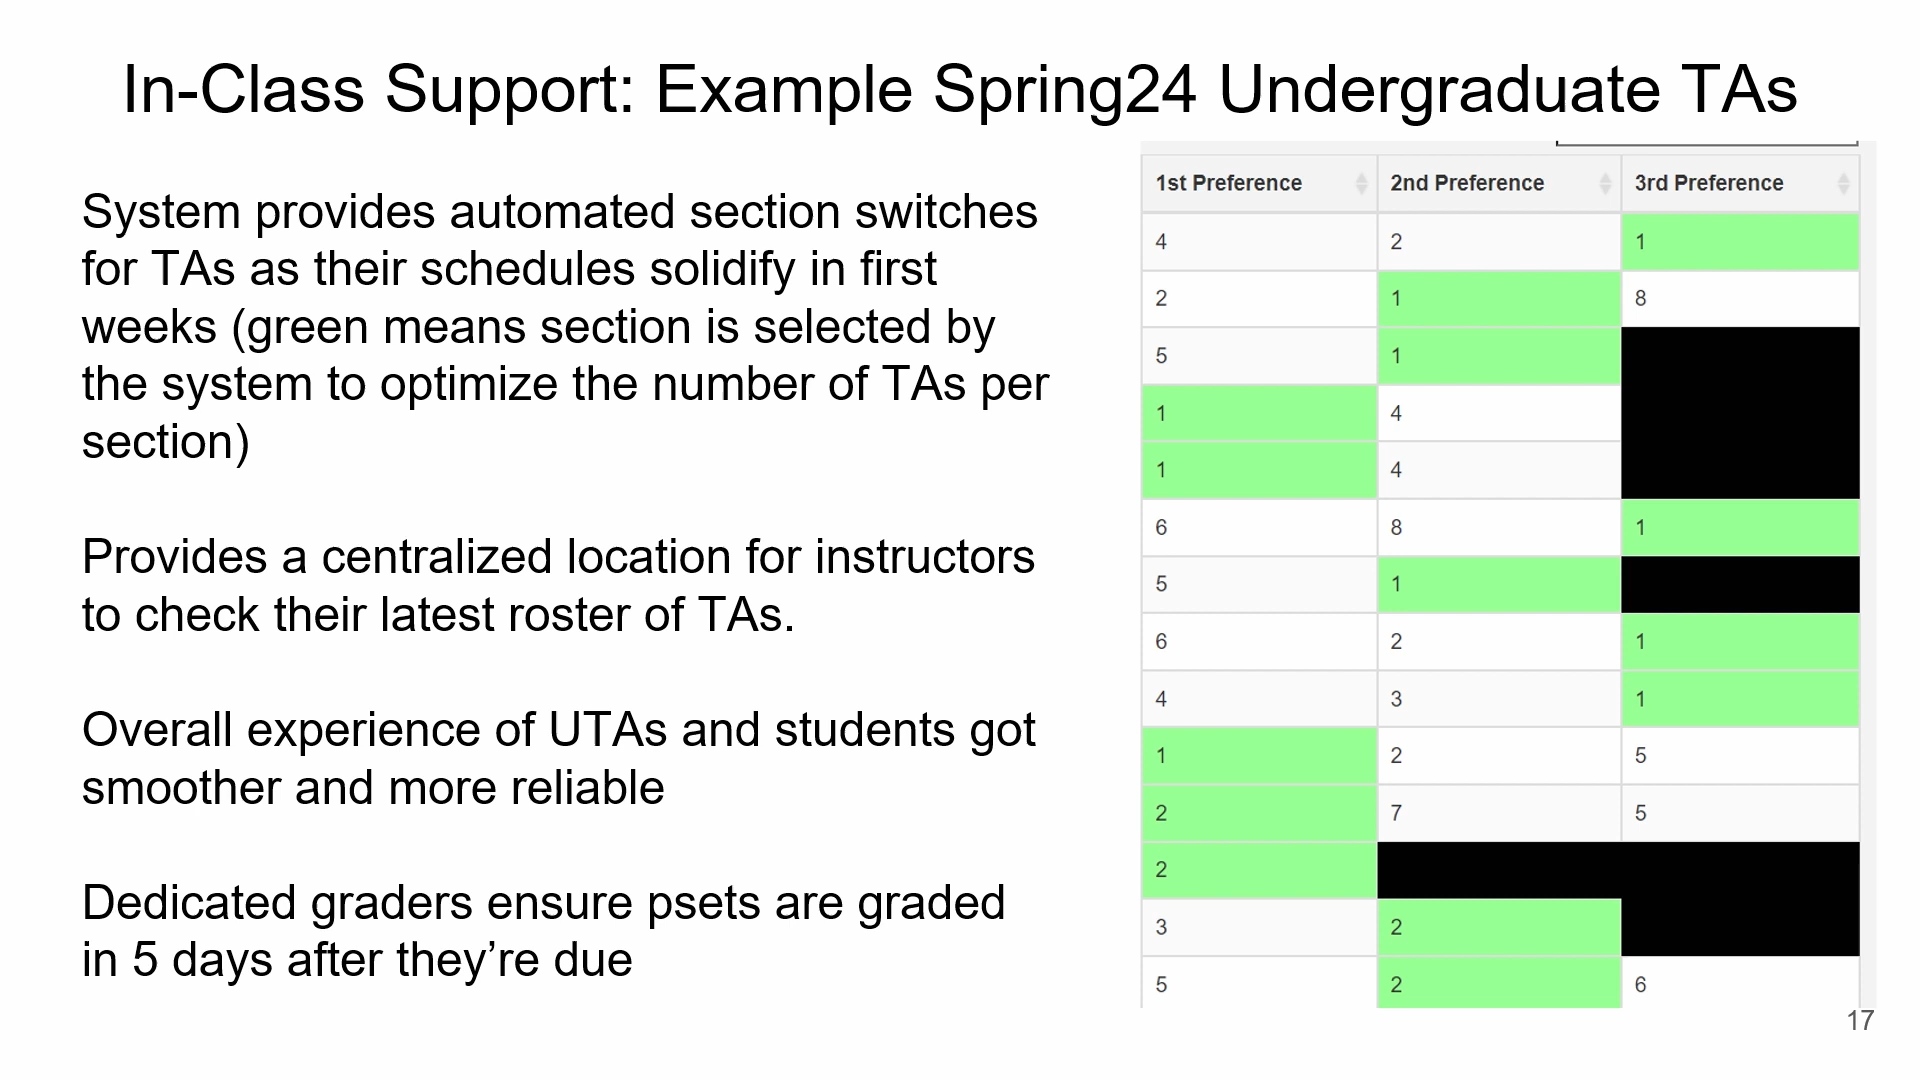 In-Class Support: Example Spring24 Undergraduate TAs
System provides automated section switches
for TAs as their schedules solidify in first
weeks (green means section is selected by
the system to optimize the number of TAs per
section)
Provides a centralized location for instructors
to check their latest roster of TAs.
Overall experience of UTAs and students got
smoother and more reliable
Dedicated graders ensure psets are graded
in 5 days after they’re due
1st Preference 2nd Preference 3rd Preference
4 2 1
2 1 8
5 1
1 4
1 4
6 8 1
5 1
6 2 1
4 3 1
1 2 5
2 7 5
2
3 2
5 2 6
17